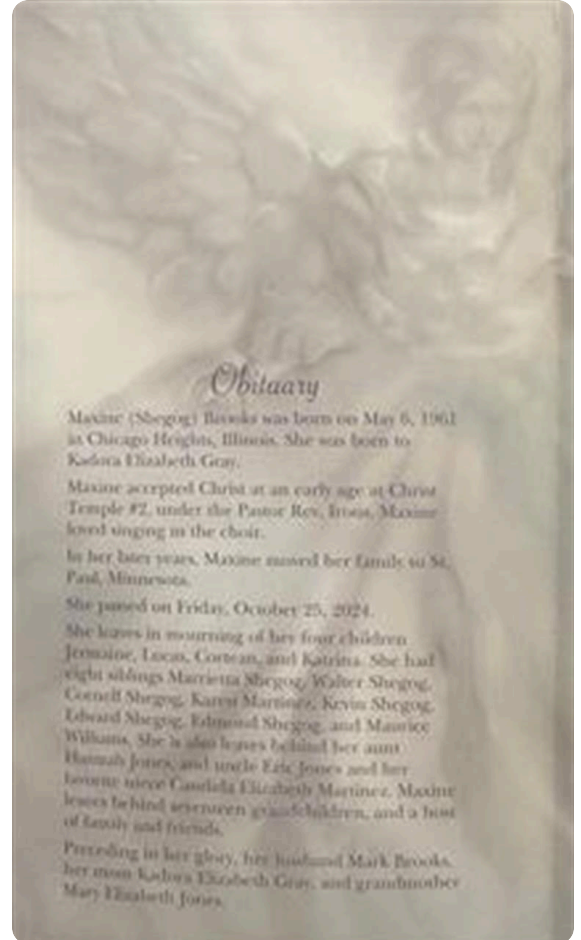 Obituary
Maxine (Shegog) Brooks was born on May 6, 1961
in Chicago Heights, Illinois. She was born to
Kadora Elizabeth Gray.
Maxine accepted Christ at an early age at Christ
Temple #2, under the Pastor Rev. Maxine
loved singing in the choir.
In her later years, Maxine moved her family to St.
Paul, Minnesota.
She passed on Friday, October 25, 2024.
She leaves in mourning of her four children
Jermaine, Lucas, and Katrina. She had
eight siblings Marrietta Shegog, Walter Shegog,
Cornell Shegog, Karen Martinez, Kevin Shegog,
Edward Shegog, Edmond Shegog, and Maurice
Williams. She is also leaves behind her aunt
Hannah Jones, and uncle Eric Jones and her
favorite niece Candida Elizabeth Martinez. Maxine
leaves behind seventeen grandchildren, and a host
of family and friends.
Preceding in her glory, her husband Mark Brooks,
her mom Kadora Elizabeth Gray, and grandmother
Mary Elizabeth Jones.